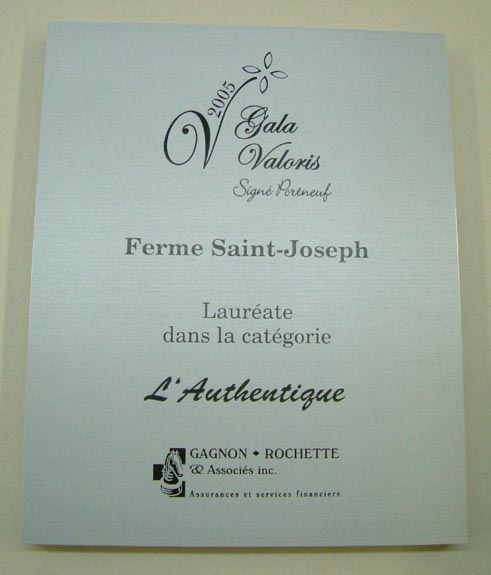 2005
Gala
Valoris
Signé Portneuf
Ferme Saint-Joseph
Lauréate
dans la catégorie
L'Authentique
GAGNON ♦ ROCHETTE
& Associés inc.
Assurances et services financiers